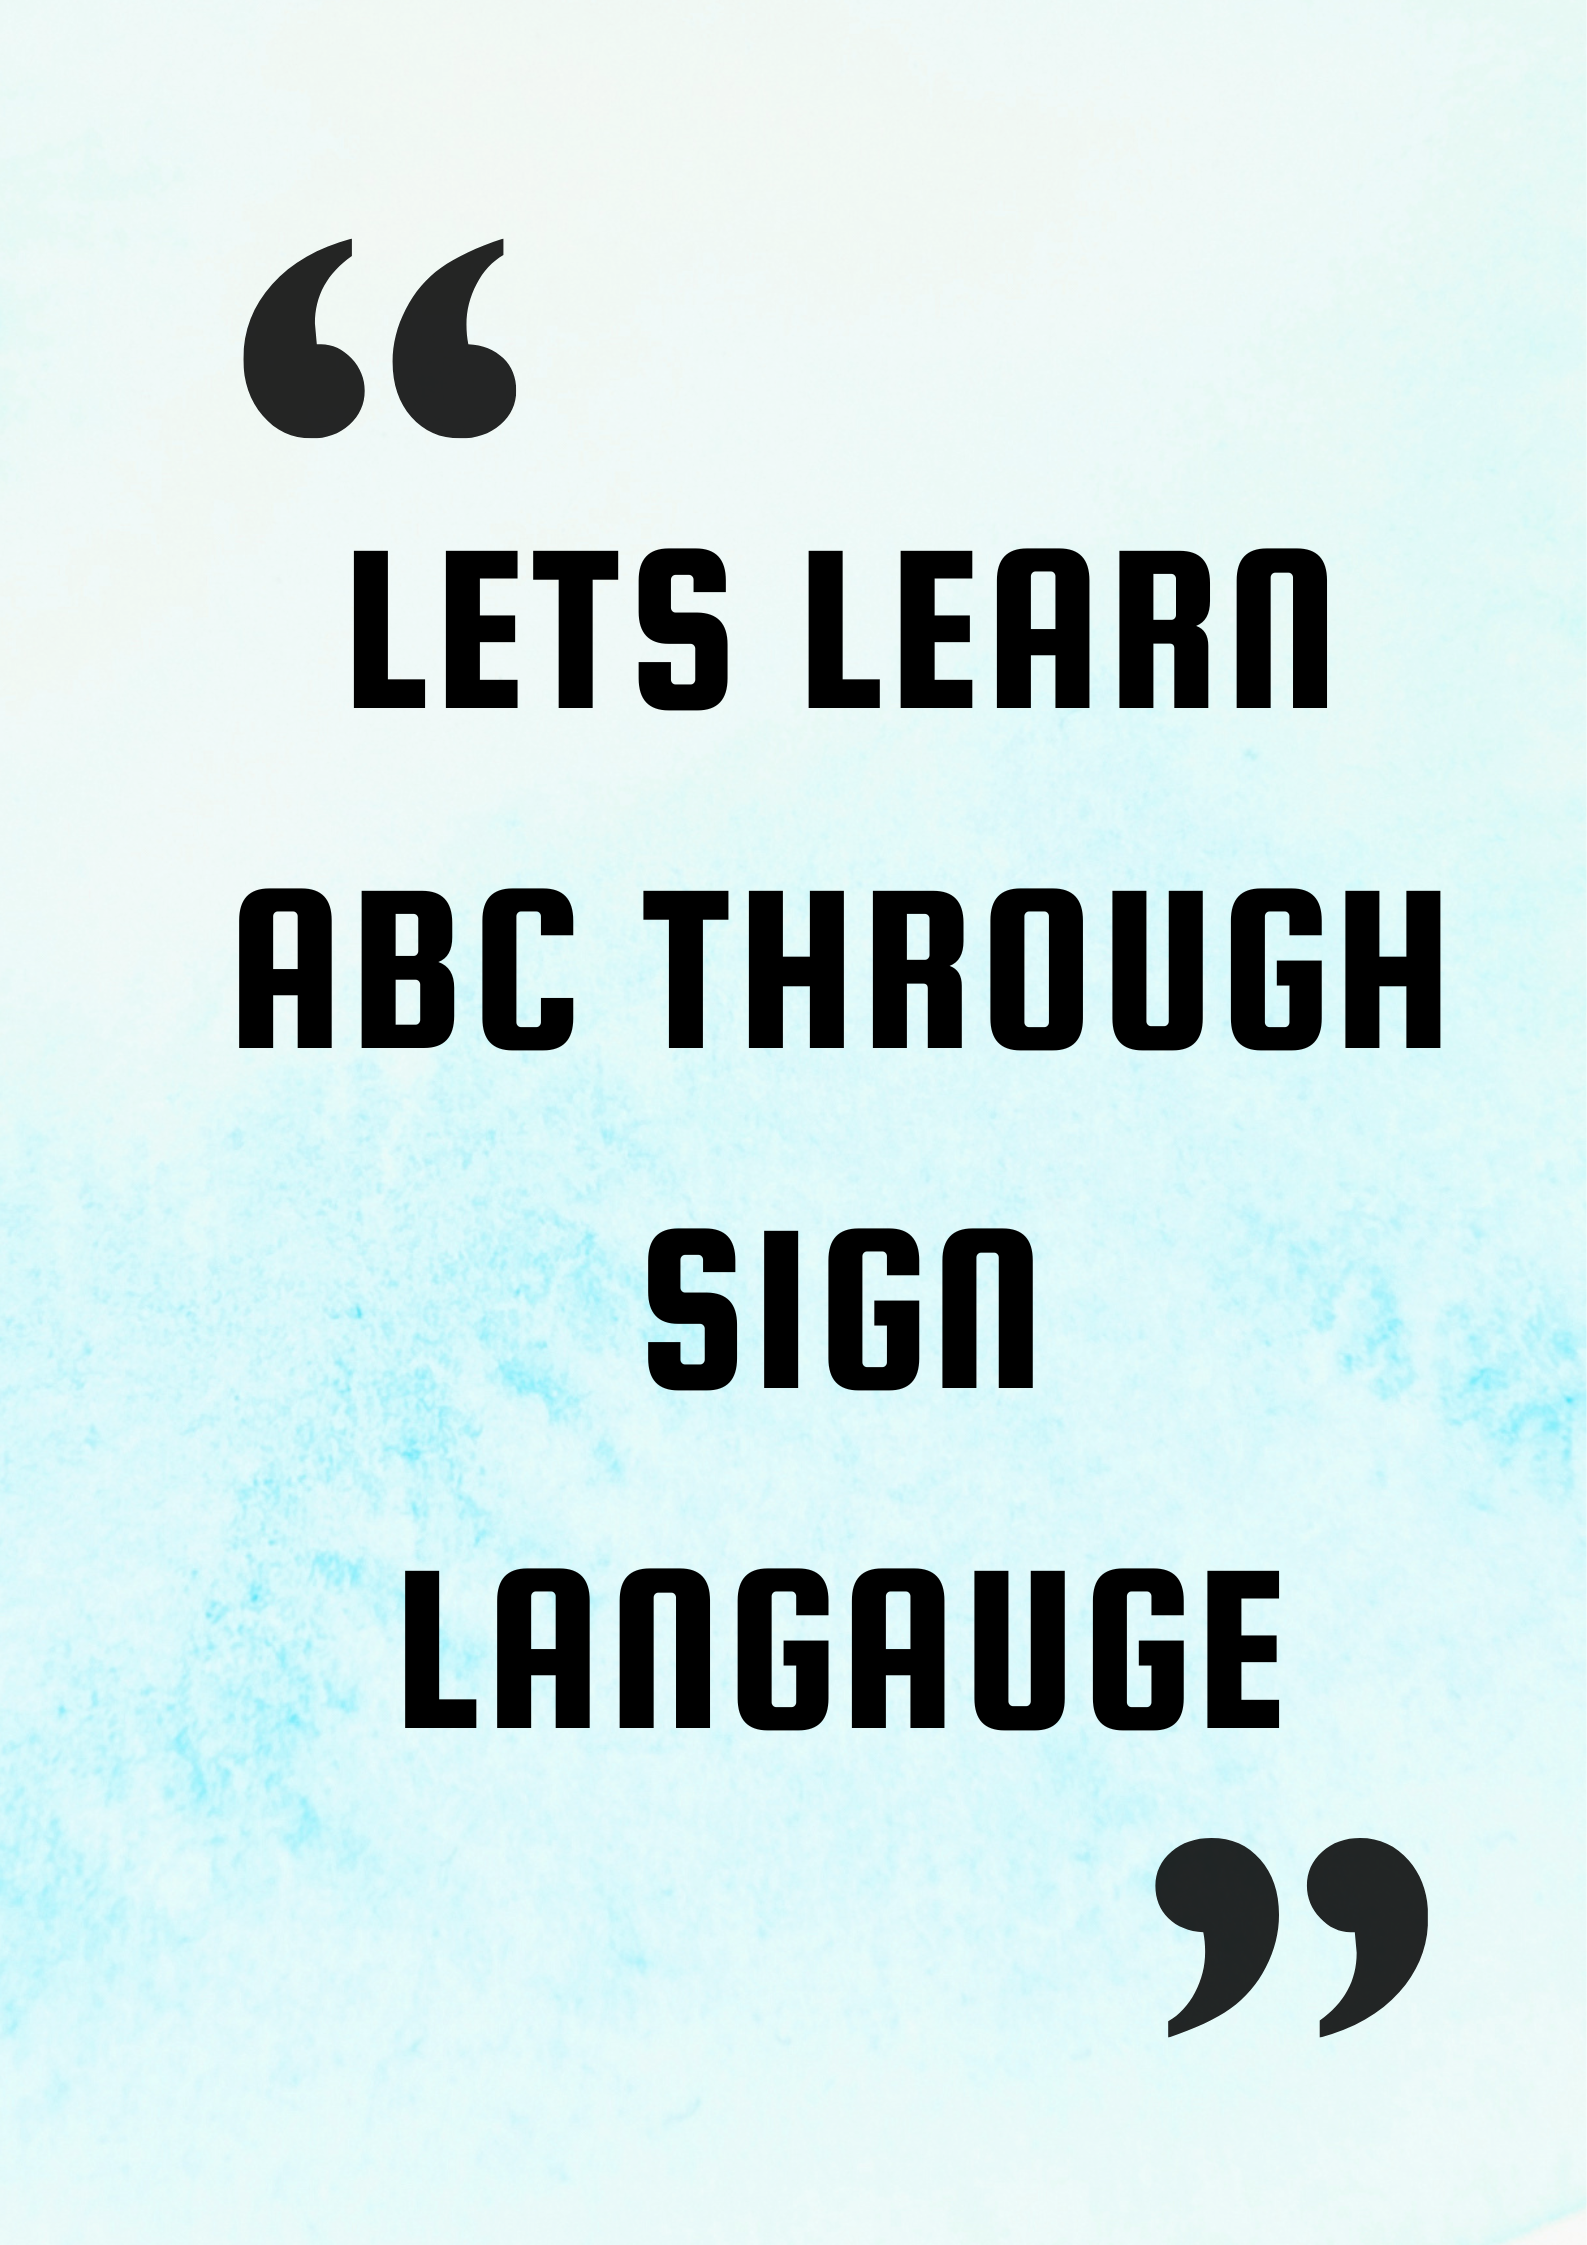 “
LETS LEARN
ABC THROUGH
SIGN
LANGAUGE
”